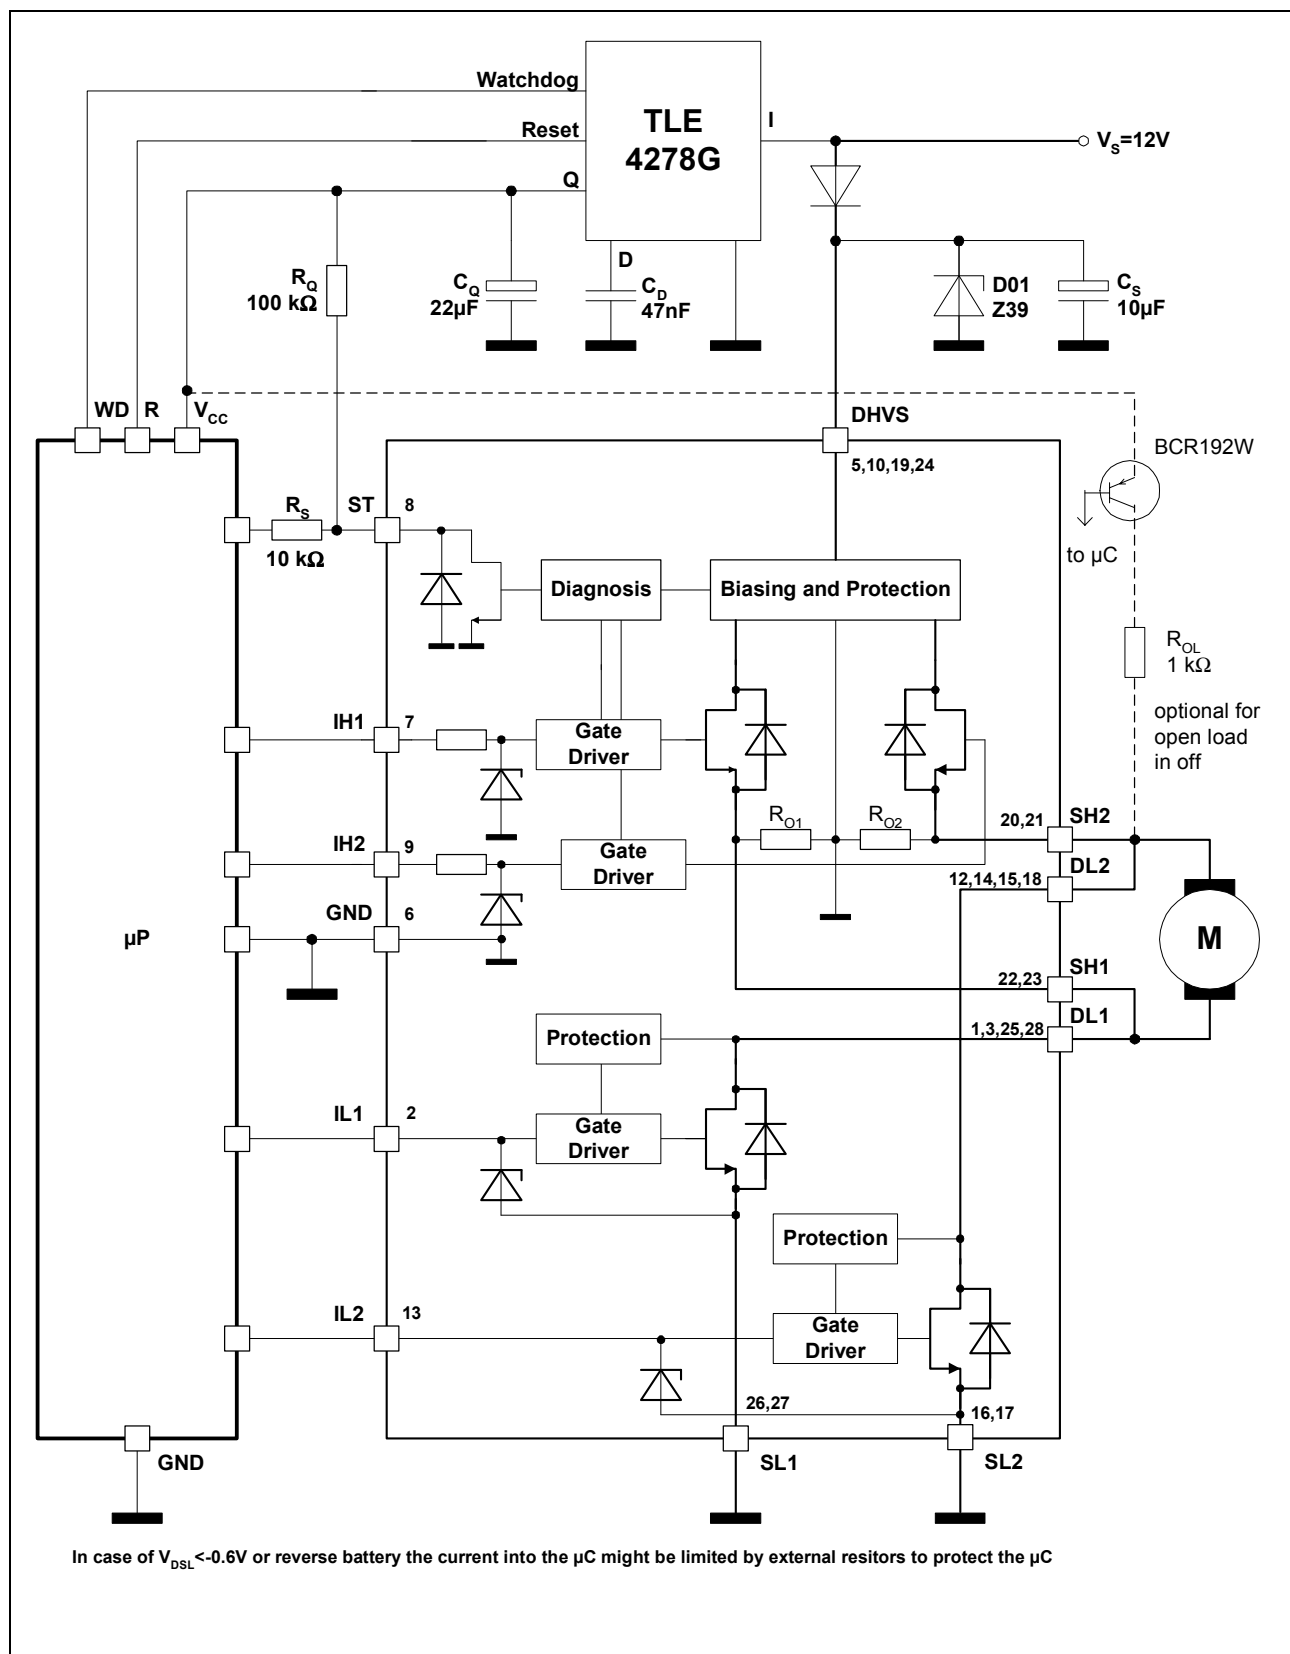 Watchdog
TLE
4278G
I
Reset
V_S=12V
Q
D
R_Q
100 kΩ
C_Q
22µF
C_D
47nF
D01
Z39
C_S
10µF
WD
R
V_CC
DHVS
5,10,19,24
BCR192W
R_S
10 kΩ
ST
8
to µC
Diagnosis
Biasing and Protection
R_OL
1 kΩ
optional for
open load
in off
IH1
7
Gate
Driver
R_O1
R_O2
20,21
SH2
IH2
9
Gate
Driver
DL2
12,14,15,18
GND
6
µP
M
SH1
22,23
DL1
1,3,25,28
Protection
IL1
2
Gate
Driver
Protection
IL2
13
Gate
Driver
26,27
16,17
GND
SL1
SL2
In case of V_DSL<-0.6V or reverse battery the current into the µC might be limited by external resitors to protect the µC